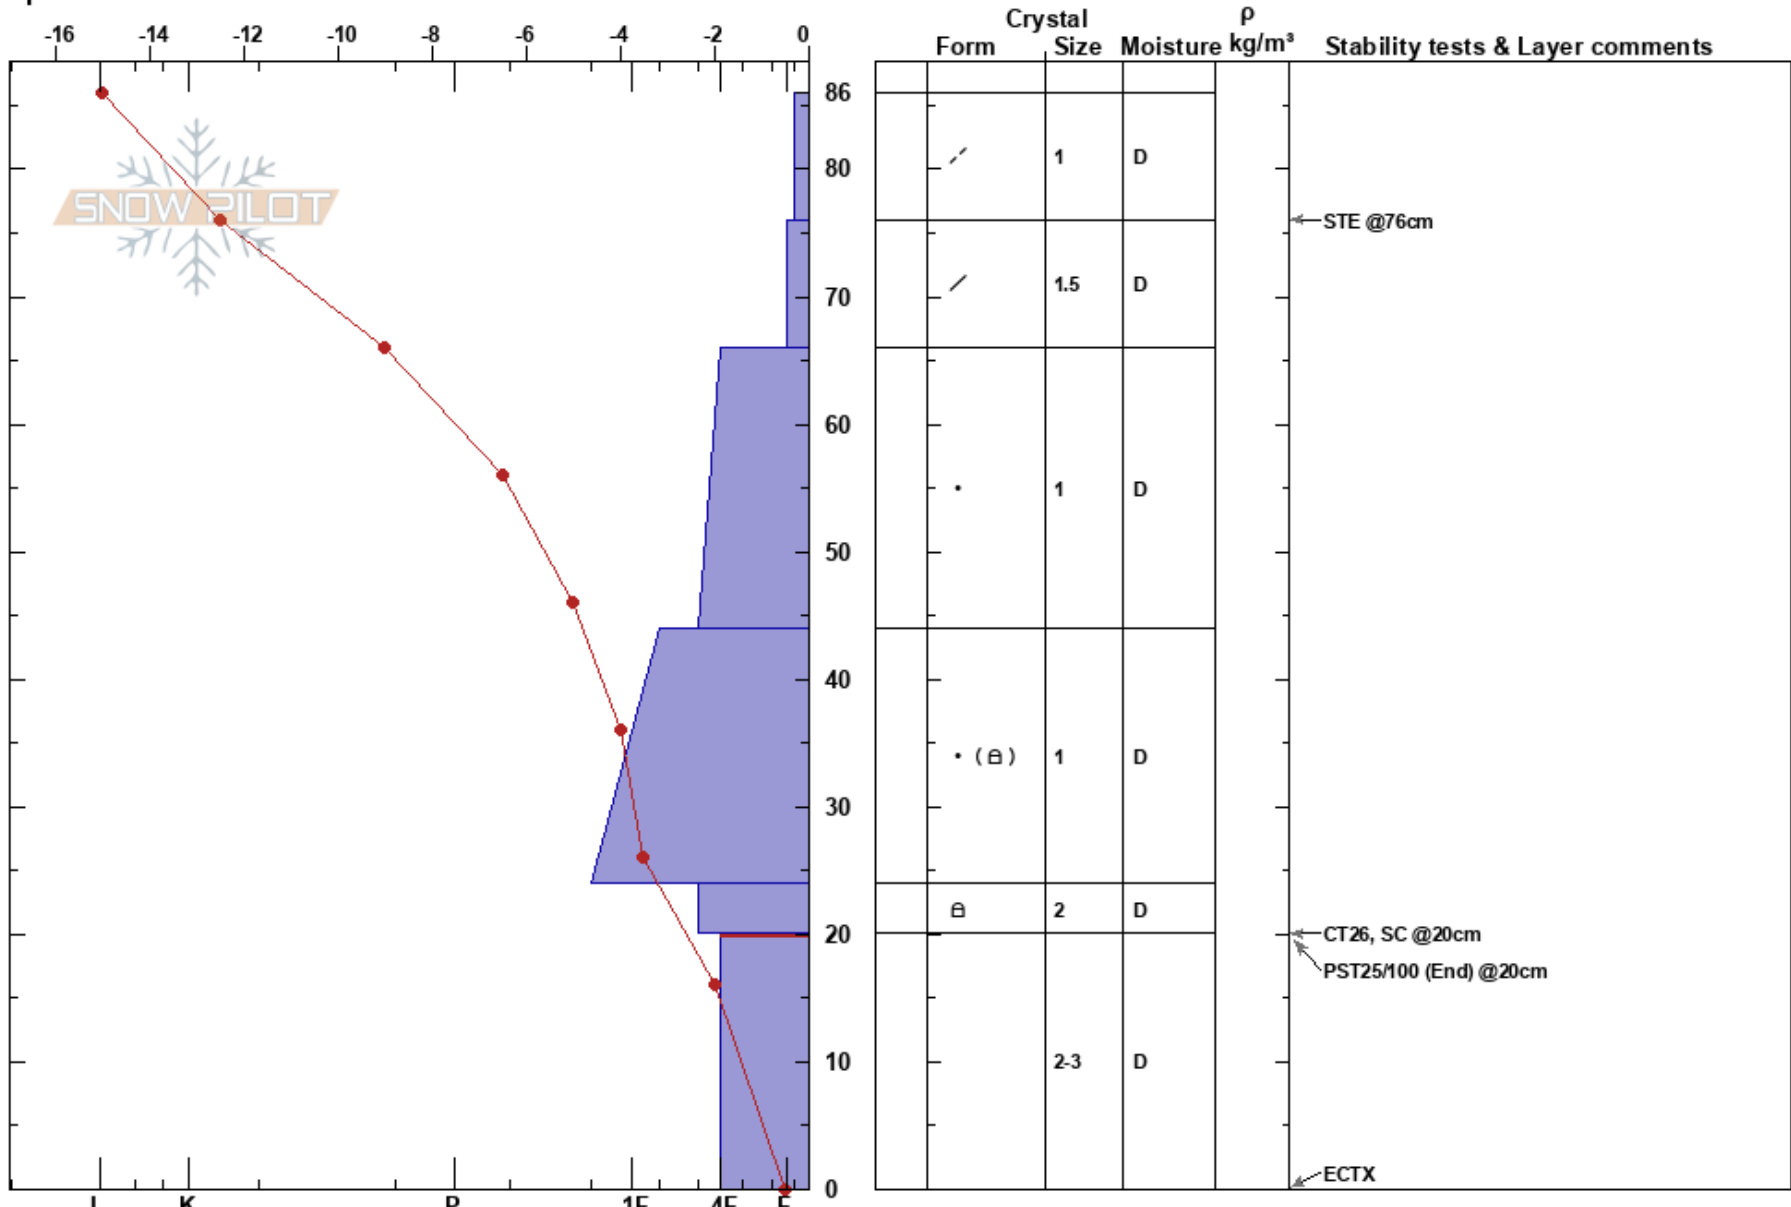 Crystal ρ
-16 -14 -12 -10 -8 -6 -4 -2 0 Form Size Moisture kg/m³ Stability tests & Layer comments
86
1 D
80
SNOW PILOT
STE @76cm
1.5 D
70
60
1 D
50
40
1 D
30
2 D
20 CT26, SC @20cm
PST25/100 (End) @20cm
10 2-3 D
ECTX
0
I K P 1F 4F F